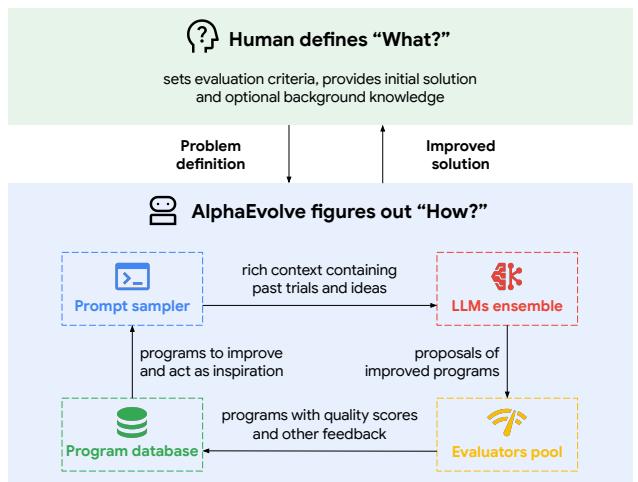 Human defines “What?”
sets evaluation criteria, provides initial solution
and optional background knowledge
Problem
definition
Improved
solution
AlphaEvolve figures out “How?”
Prompt sampler
rich context containing
past trials and ideas
LLMs ensemble
programs to improve
and act as inspiration
proposals of
improved programs
Program database
programs with quality scores
and other feedback
Evaluators pool